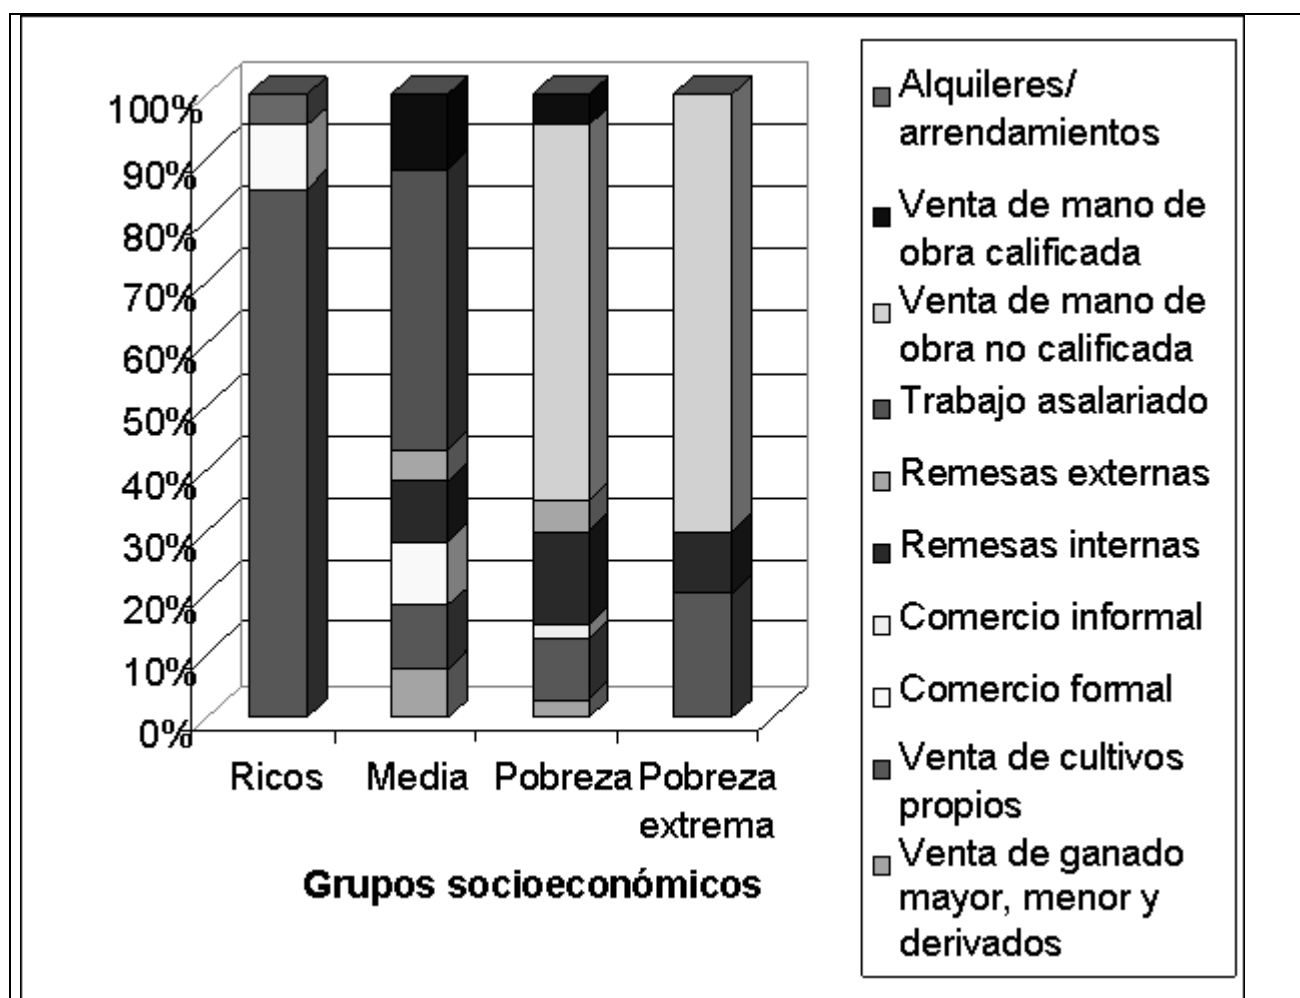 100%
90%
80%
70%
60%
50%
40%
30%
20%
10%
0%
Ricos
Media
Pobreza
Pobreza
extrema
Grupos socioeconómicos
Alquileres/
arrendamientos
Venta de mano de
obra calificada
Venta de mano de
obra no calificada
Trabajo asalariado
Remesas externas
Remesas internas
Comercio informal
Comercio formal
Venta de cultivos
propios
Venta de ganado
mayor, menor y
derivados